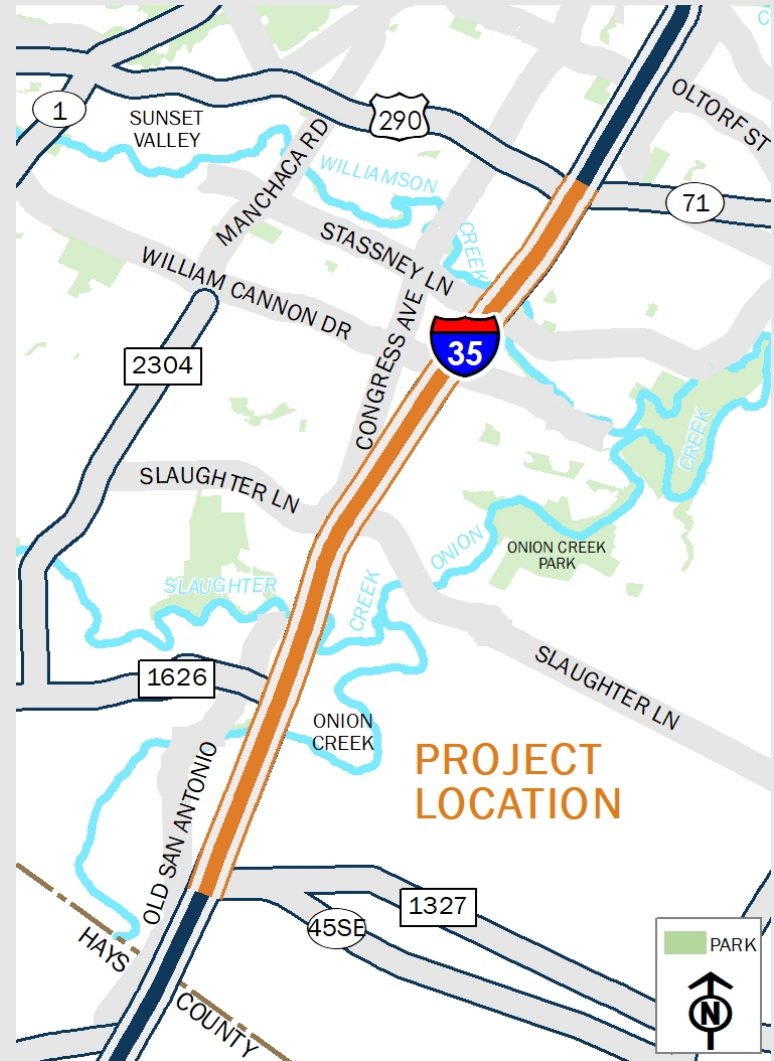 C
OLTORF ST
1
SUNSET
VALLEY
290
MANCHACA RD
WILLIAMSON
CREEK
71
STASSNEY LN
WILLIAM CANNON DR
CONGRESS AVE
35
2304
CREEK
SLAUGHTER LN
ONION
ONION CREEK
PARK
SLAUGHTER
CREEK
1626
SLAUGHTER LN
ONION
CREEK
PROJECT
LOCATION
OLD SAN ANTONIO
1327
45SE
HAYS
COUNTY
PARK
N